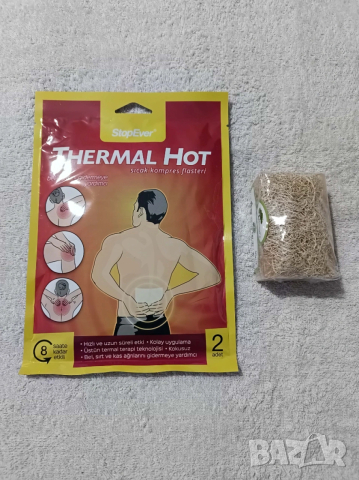 StopEver
THERMAL HOT
sıcak kompres flasteri
gidermeye
8 saate kadar etki
• Hızlı ve uzun süreli etki • Kolay uygulama
• Üstün termal terapi teknolojisi • Kokusuz
• Bel, sırt ve kas ağrılarını gidermeye yardımcı
2
adet
BAZAR